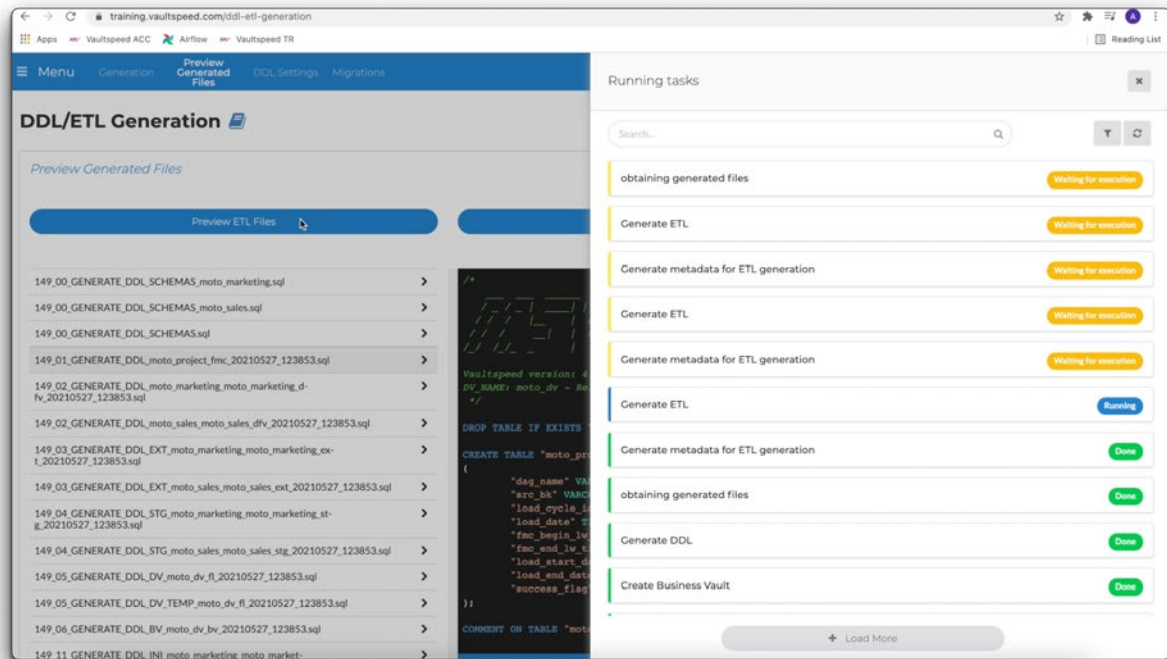 training.vaultspeed.com/ddl-etl-generation
A
Apps
Vaultspeed ACC
Airflow
Vaultspeed TR
Reading List
Menu
Generation
Preview
Generated
Files
DDL Settings
Migrations
DDL/ETL Generation
Preview Generated Files
Preview ETL Files
149_00_GENERATE_DDL_SCHEMAS_moto_marketing.sql
149_00_GENERATE_DDL_SCHEMAS_moto_sales.sql
149_00_GENERATE_DDL_SCHEMAS.sql
149_01_GENERATE_DDL_moto_project_fmc_20210527_123853.sql
149_02_GENERATE_DDL_moto_marketing_moto_marketing_d-
fv_20210527_123853.sql
149_02_GENERATE_DDL_moto_sales_moto_sales_dfv_20210527_123853.sql
149_03_GENERATE_DDL_EXT_moto_marketing_moto_marketing_ex-
t_20210527_123853.sql
149_03_GENERATE_DDL_EXT_moto_sales_moto_sales_ext_20210527_123853.sql
149_04_GENERATE_DDL_STG_moto_marketing_moto_marketing_st-
g_20210527_123853.sql
149_04_GENERATE_DDL_STG_moto_sales_moto_sales_stg_20210527_123853.sql
149_05_GENERATE_DDL_DV_moto_dv_fl_20210527_123853.sql
149_05_GENERATE_DDL_DV_TEMP_moto_dv_fl_20210527_123853.sql
149_06_GENERATE_DDL_BV_moto_dv_bv_20210527_123853.sql
149_11_GENERATE_DDL_INI_moto_marketing_moto_market-
/*
Vaultspeed version: 4
DV_NAME: moto_dv - Re
*/
DROP TABLE IF EXISTS
CREATE TABLE "moto_pro
(
"dag_name" VA
"src_bk" VARC
"load_cycle_i
"load_date" T
"fmc_begin_lw
"fmc_end_lw_t
"load_start_d
"load_end_dat
"success_flag
);
COMMENT ON TABLE "mot
Running tasks
Search...
obtaining generated files
Waiting for execution
Generate ETL
Waiting for execution
Generate metadata for ETL generation
Waiting for execution
Generate ETL
Waiting for execution
Generate metadata for ETL generation
Waiting for execution
Generate ETL
Running
Generate metadata for ETL generation
Done
obtaining generated files
Done
Generate DDL
Done
Create Business Vault
Done
+ Load More